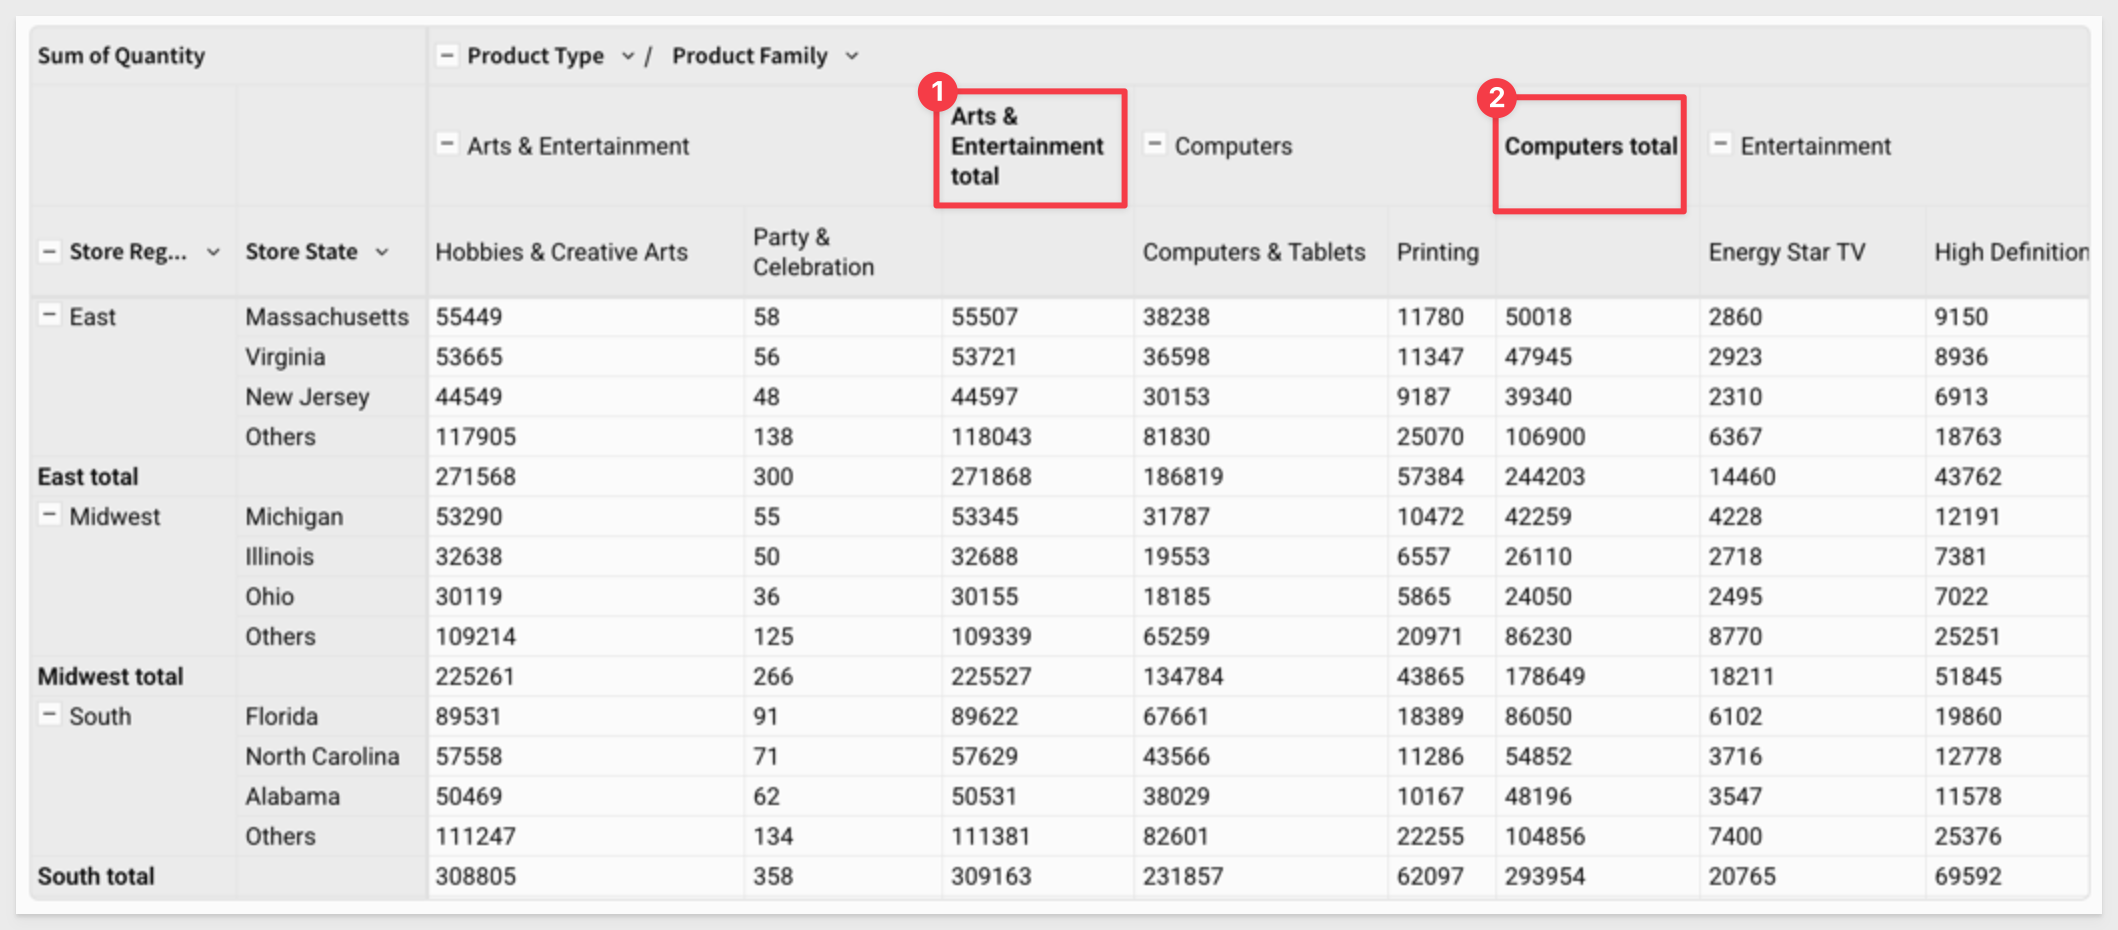 Sum of Quantity Product Type / Product Family
1 2
Arts & Entertainment Arts & Entertainment total Computers Computers total Entertainment
Store Reg... Store State Hobbies & Creative Arts Party & Celebration Computers & Tablets Printing Energy Star TV High Definition
East Massachusetts 55449 58 55507 38238 11780 50018 2860 9150
Virginia 53665 56 53721 36598 11347 47945 2923 8936
New Jersey 44549 48 44597 30153 9187 39340 2310 6913
Others 117905 138 118043 81830 25070 106900 6367 18763
East total 271568 300 271868 186819 57384 244203 14460 43762
Midwest Michigan 53290 55 53345 31787 10472 42259 4228 12191
Illinois 32638 50 32688 19553 6557 26110 2718 7381
Ohio 30119 36 30155 18185 5865 24050 2495 7022
Others 109214 125 109339 65259 20971 86230 8770 25251
Midwest total 225261 266 225527 134784 43865 178649 18211 51845
South Florida 89531 91 89622 67661 18389 86050 6102 19860
North Carolina 57558 71 57629 43566 11286 54852 3716 12778
Alabama 50469 62 50531 38029 10167 48196 3547 11578
Others 111247 134 111381 82601 22255 104856 7400 25376
South total 308805 358 309163 231857 62097 293954 20765 69592